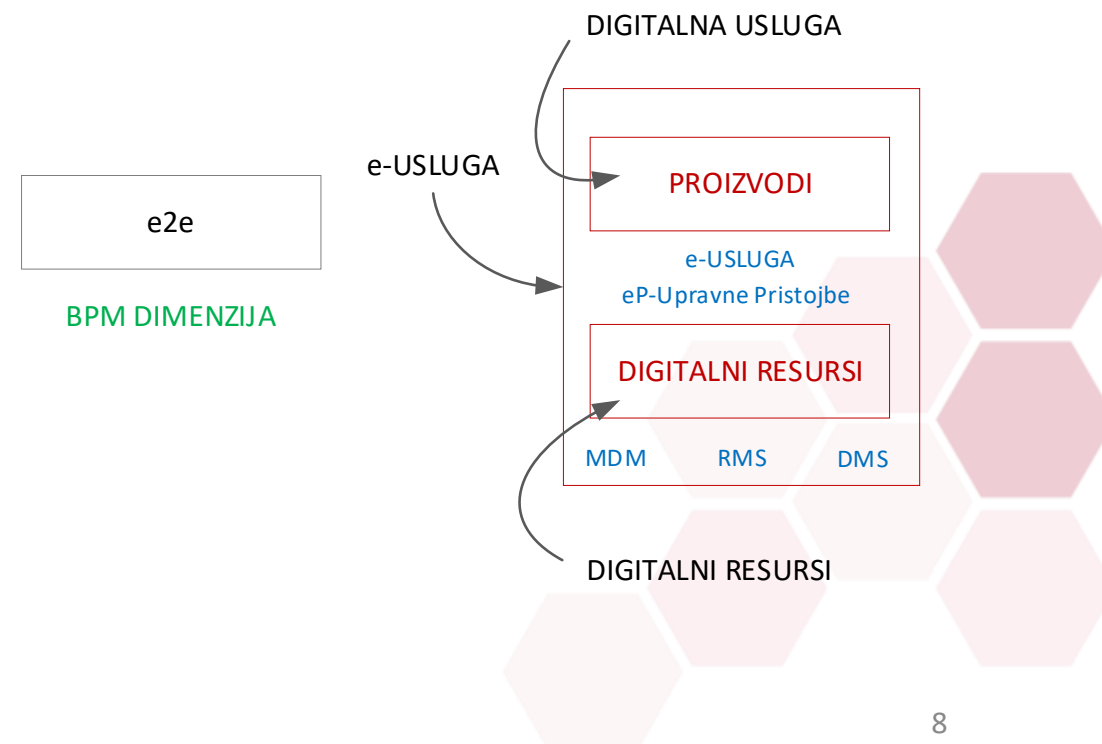 DIGITALNA USLUGA
e-USLUGA
PROIZVODI
e2e
e-USLUGA
eP-Upravne Pristojbe
BPM DIMENZIJA
DIGITALNI RESURSI
MDM RMS DMS
DIGITALNI RESURSI
8